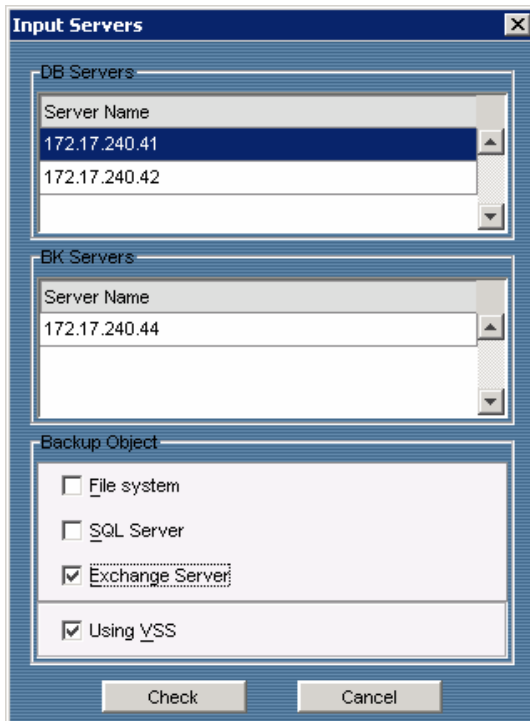 Input Servers
DB Servers
Server Name
172.17.240.41
172.17.240.42
BK Servers
Server Name
172.17.240.44
Backup Object
File system
SQL Server
Exchange Server
Using VSS
Check
Cancel